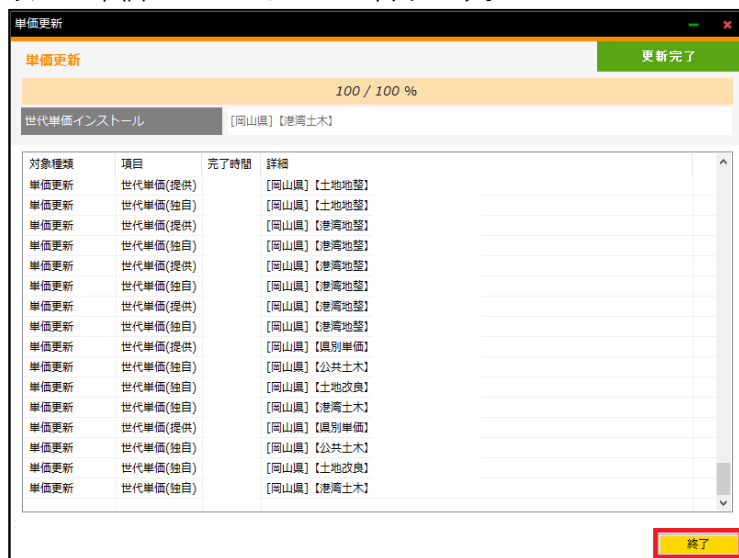 単価更新
単価更新
更新完了
100 / 100 %
世代単価インストール [岡山県]【港湾土木】
対象種類 項目 完了時間 詳細
単価更新 世代単価(提供) [岡山県]【土地地整】
単価更新 世代単価(独自) [岡山県]【土地地整】
単価更新 世代単価(提供) [岡山県]【港湾地整】
単価更新 世代単価(独自) [岡山県]【港湾地整】
単価更新 世代単価(提供) [岡山県]【港湾地整】
単価更新 世代単価(独自) [岡山県]【港湾地整】
単価更新 世代単価(提供) [岡山県]【港湾地整】
単価更新 世代単価(独自) [岡山県]【港湾地整】
単価更新 世代単価(提供) [岡山県]【県別単価】
単価更新 世代単価(独自) [岡山県]【公共土木】
単価更新 世代単価(独自) [岡山県]【土地改良】
単価更新 世代単価(独自) [岡山県]【港湾土木】
単価更新 世代単価(提供) [岡山県]【県別単価】
単価更新 世代単価(独自) [岡山県]【公共土木】
単価更新 世代単価(独自) [岡山県]【土地改良】
単価更新 世代単価(独自) [岡山県]【港湾土木】
終了